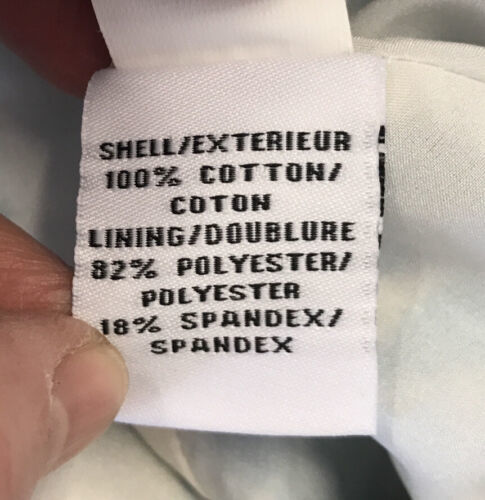 SHELL/EXTERIEUR
100% COTTON/
COTON
LINING/DOUBLURE
82% POLYESTER/
POLYESTER
18% SPANDEX/
SPANDEX